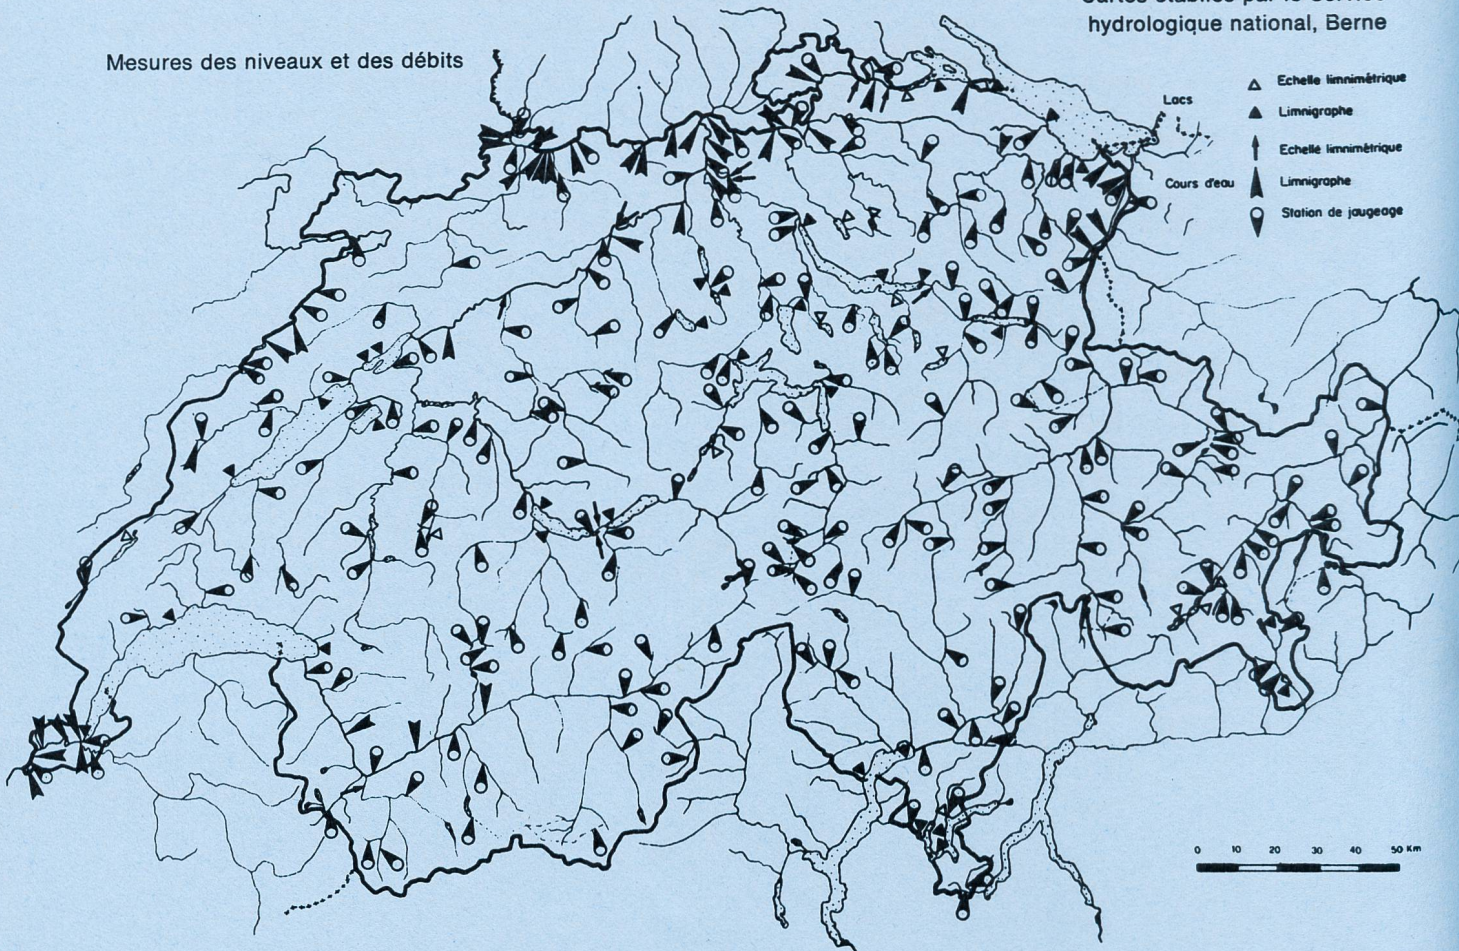 hydrologique national, Berne
Mesures des niveaux et des débits
Echelle limnimétrique
Lacs
Limnigraphe
Echelle limnimétrique
Cours d'eau
Limnigraphe
Station de jaugeage
0 10 20 30 40 50 Km